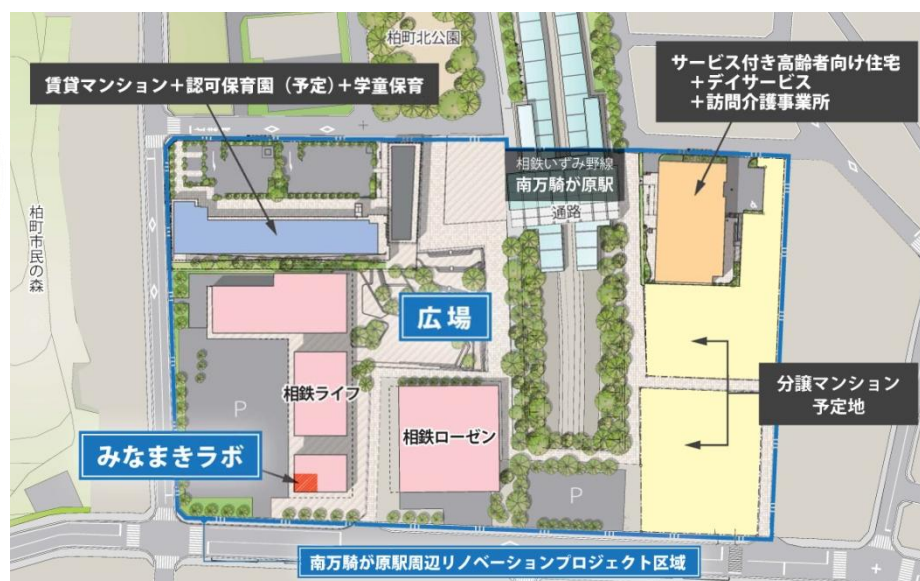 柏町北公園
賃貸マンション＋認可保育園（予定）＋学童保育
サービス付き高齢者向け住宅
＋デイサービス
＋訪問介護事業所
相鉄いずみ野線
南万騎が原駅
通路
柏町市民の森
広場
相鉄ライフ
相鉄ローゼン
分譲マンション
予定地
P
みなまきラボ
P
南万騎が原駅周辺リノベーションプロジェクト区域